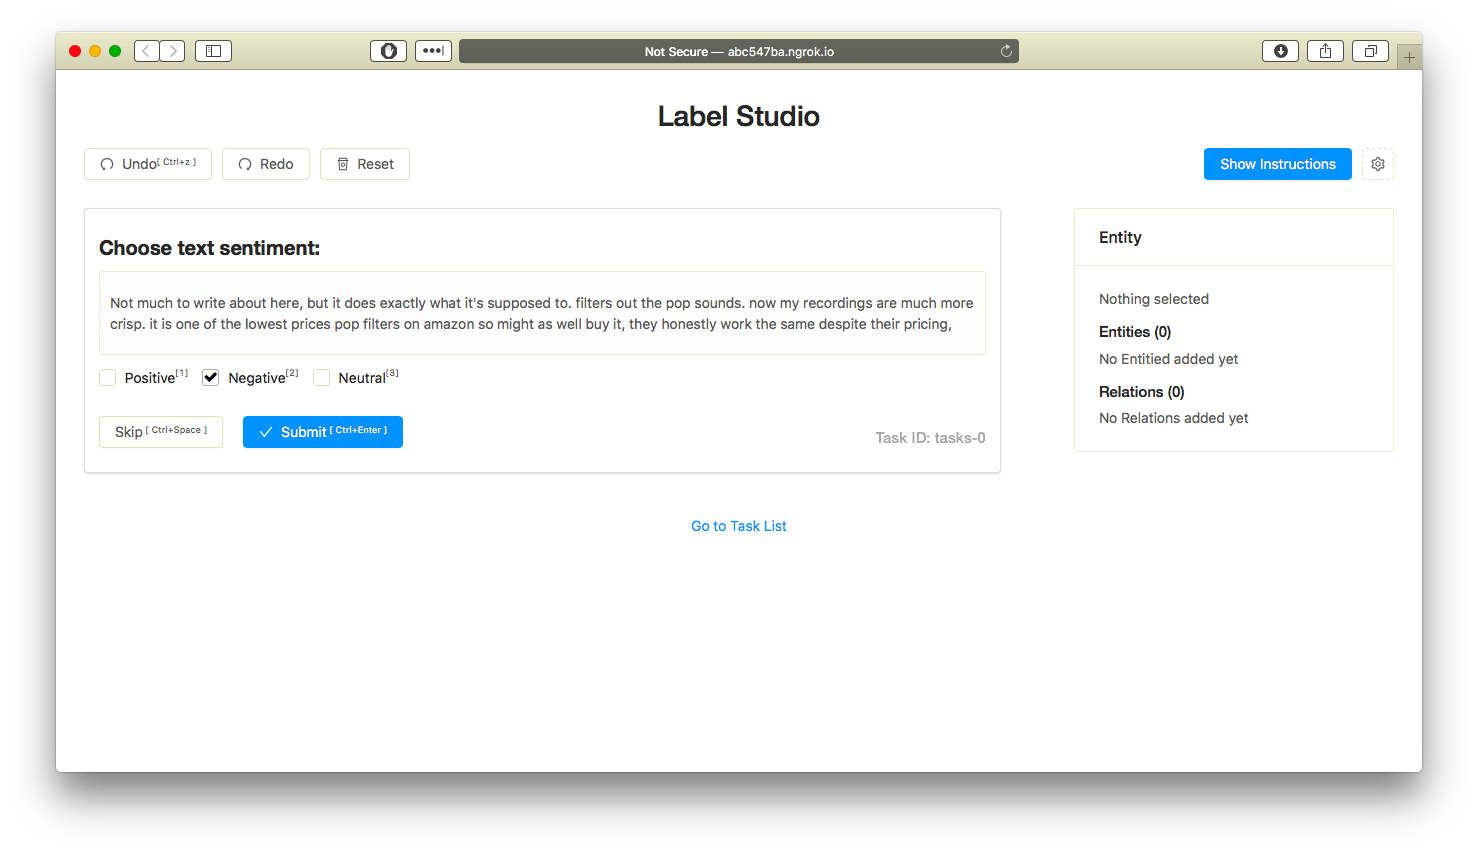 Not Secure — abc547ba.ngrok.io
Label Studio
Undo[ Ctrl+z ] Redo Reset Show Instructions
Choose text sentiment:
Not much to write about here, but it does exactly what it's supposed to. filters out the pop sounds. now my recordings are much more
crisp. it is one of the lowest prices pop filters on amazon so might as well buy it, they honestly work the same despite their pricing,
Positive[1] Negative[2] Neutral[3]
Skip [ Ctrl+Space ] Submit [ Ctrl+Enter ]
Task ID: tasks-0
Entity
Nothing selected
Entities (0)
No Entitied added yet
Relations (0)
No Relations added yet
Go to Task List